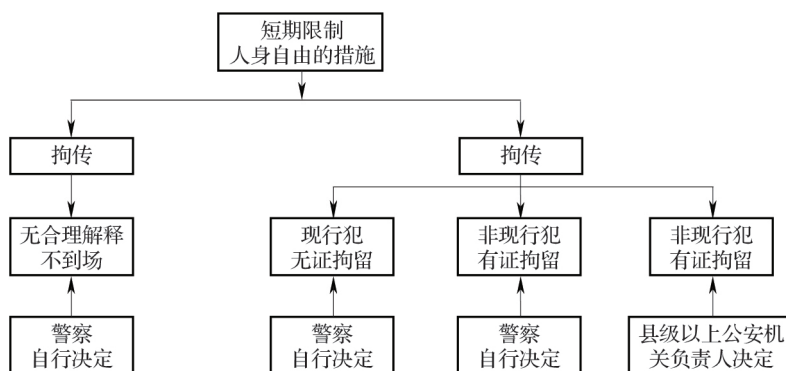 短期限制
人身自由的措施
拘传
拘传
无合理解释
不到场
现行犯
无证拘留
非现行犯
有证拘留
非现行犯
有证拘留
警察
自行决定
警察
自行决定
警察
自行决定
县级以上公安机
关负责人决定